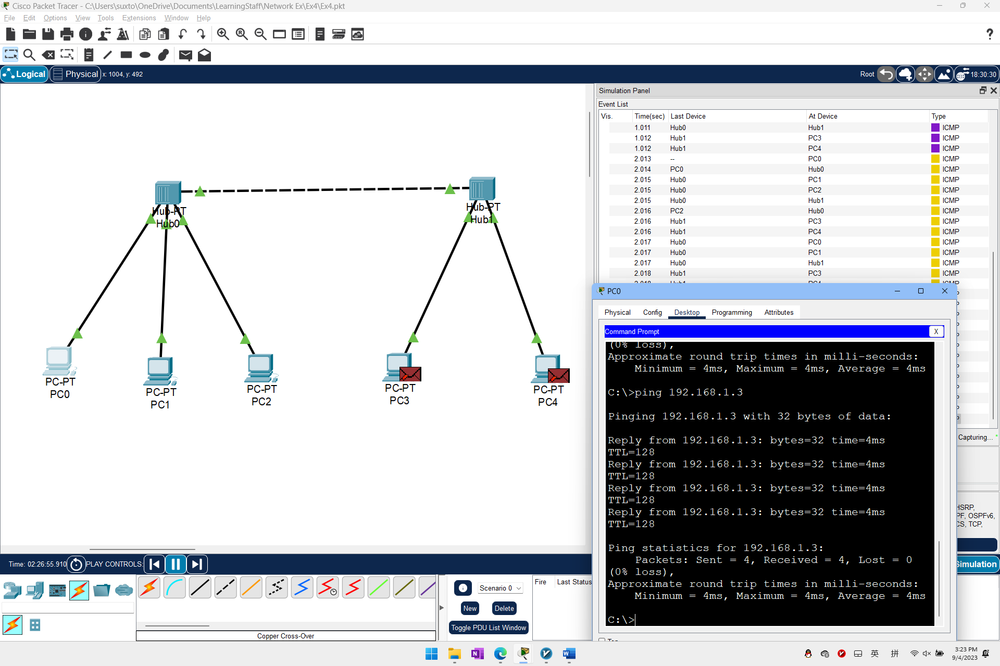 Cisco Packet Tracer - C:\Users\suxto\OneDrive\Documents\LearningStaff\Network Ex\Ex4\Ex4.pkt
File Edit Options View Tools Extensions Window Help
Logical Physical x: 1004, y: 492 Root 18:30:30
Simulation Panel
Event List
Vis. Time(sec) Last Device At Device Type
1.011 Hub0 Hub1 ICMP
1.012 Hub1 PC3 ICMP
1.012 Hub1 PC4 ICMP
2.013 -- PC0 ICMP
2.014 PC0 Hub0 ICMP
2.015 Hub0 PC1 ICMP
2.015 Hub0 PC2 ICMP
2.015 Hub0 Hub1 ICMP
2.016 PC2 Hub0 ICMP
2.016 Hub1 PC3 ICMP
2.016 Hub1 PC4 ICMP
2.017 Hub0 PC0 ICMP
2.017 Hub0 PC1 ICMP
2.017 Hub0 Hub1 ICMP
2.018 Hub1 PC3 ICMP
Hub-PT
Hub0
Hub-PT
Hub1
PC-PT
PC0
PC-PT
PC1
PC-PT
PC2
PC-PT
PC3
PC-PT
PC4
PC0
Physical Config Desktop Programming Attributes
Command Prompt X
(0% loss),
Approximate round trip times in milli-seconds:
Minimum = 4ms, Maximum = 4ms, Average = 4ms
C:\>ping 192.168.1.3
Pinging 192.168.1.3 with 32 bytes of data:
Reply from 192.168.1.3: bytes=32 time=4ms
TTL=128
Reply from 192.168.1.3: bytes=32 time=4ms
TTL=128
Reply from 192.168.1.3: bytes=32 time=4ms
TTL=128
Reply from 192.168.1.3: bytes=32 time=4ms
TTL=128
Ping statistics for 192.168.1.3:
Packets: Sent = 4, Received = 4, Lost = 0
(0% loss),
Approximate round trip times in milli-seconds:
Minimum = 4ms, Maximum = 4ms, Average = 4ms
C:\>
Capturing...
HSRP,
PF, OSPFv6,
CS, TCP,
Simulation
Time: 02:26:55.910 PLAY CONTROLS:
Scenario 0
New Delete
Toggle PDU List Window
Fire Last Status
Copper Cross-Over
英 拼
3:23 PM
9/4/2023